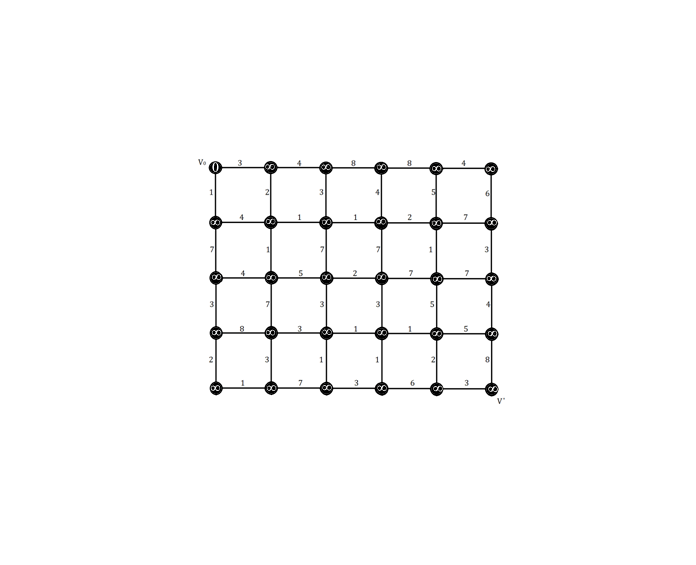 V₀ 3 4 8 8 4
0 ∞ ∞ ∞ ∞ ∞
1 2 3 4 5 6
4 1 1 2 7
∞ ∞ ∞ ∞ ∞ ∞
7 1 7 7 1 3
4 5 2 7 7
∞ ∞ ∞ ∞ ∞ ∞
3 7 3 3 5 4
8 3 1 1 5
∞ ∞ ∞ ∞ ∞ ∞
2 3 1 1 2 8
1 7 3 6 3
∞ ∞ ∞ ∞ ∞ ∞
V*